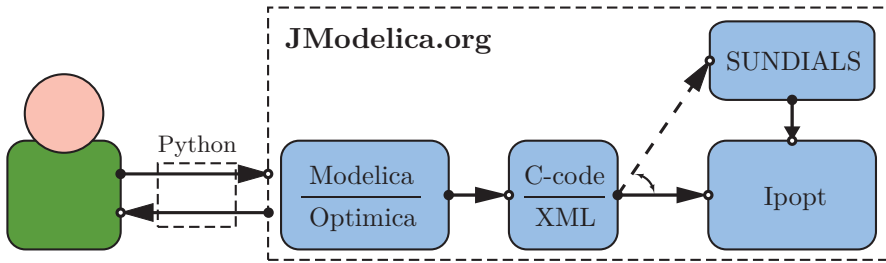 JModelica.org
SUNDIALS
Python
Modelica
Optimica
C-code
XML
Ipopt